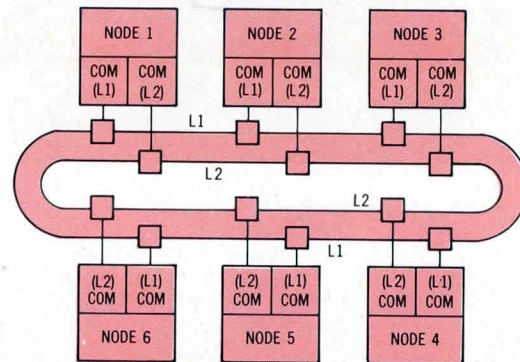 NODE 1
NODE 2
NODE 3
COM (L1)
COM (L2)
COM (L1)
COM (L2)
COM (L1)
COM (L2)
L1
L2
L2
L1
(L2) COM
(L1) COM
(L2) COM
(L1) COM
(L2) COM
(L1) COM
NODE 6
NODE 5
NODE 4